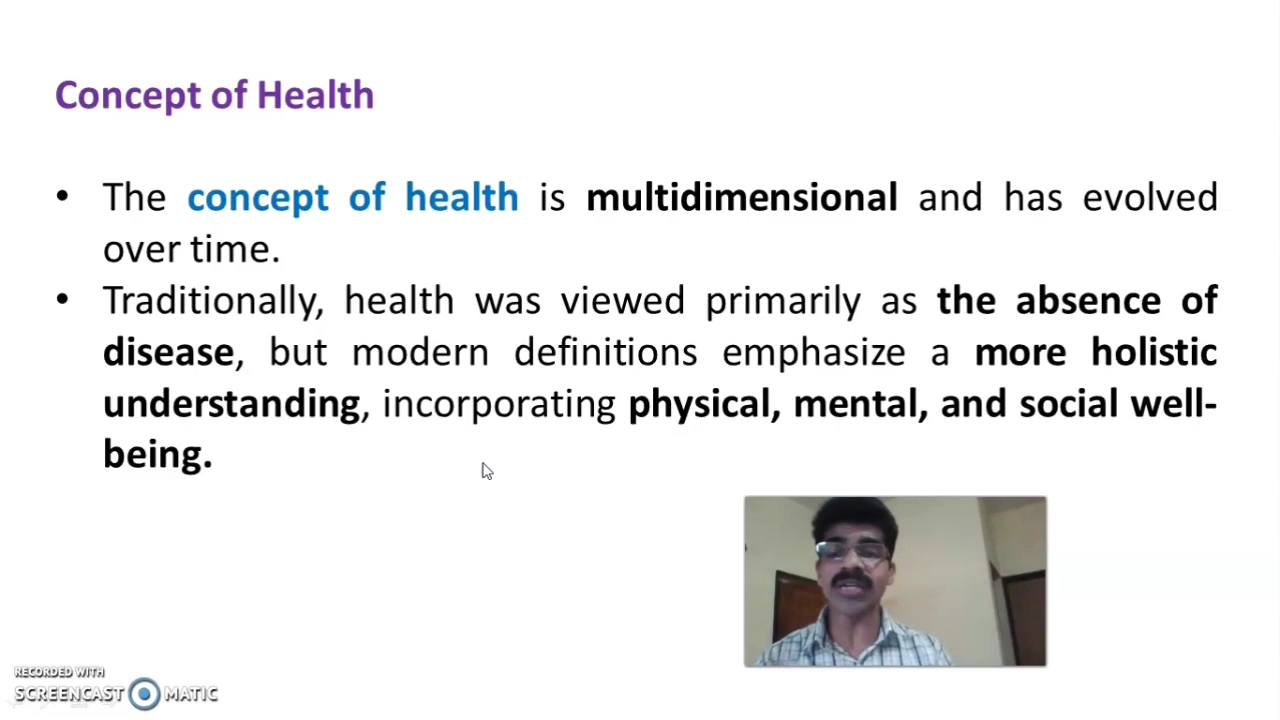 Concept of Health
• The concept of health is multidimensional and has evolved
over time.
• Traditionally, health was viewed primarily as the absence of
disease, but modern definitions emphasize a more holistic
understanding, incorporating physical, mental, and social well-
being.
RECORDED WITH
SCREENCAST MATIC